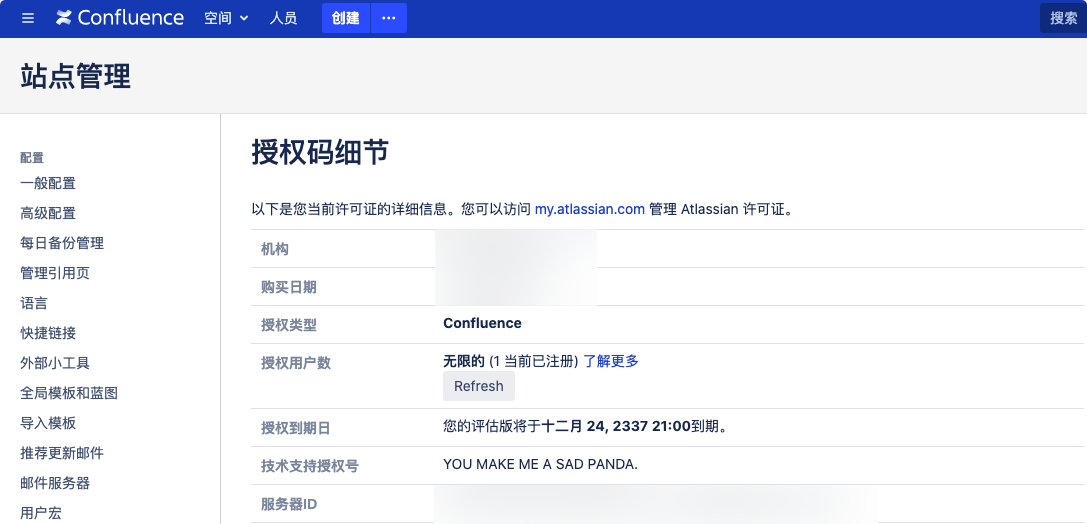 Confluence 空间 人员 创建 ··· 搜索
站点管理
配置
一般配置
高级配置
每日备份管理
管理引用页
语言
快捷链接
外部小工具
全局模板和蓝图
导入模板
推荐更新邮件
邮件服务器
用户宏
授权码细节
以下是您当前许可证的详细信息。您可以访问 my.atlassian.com 管理 Atlassian 许可证。
机构
购买日期
授权类型 Confluence
授权用户数 无限的 (1 当前已注册) 了解更多
Refresh
授权到期日 您的评估版将于十二月 24, 2337 21:00到期。
技术支持授权号 YOU MAKE ME A SAD PANDA.
服务器ID